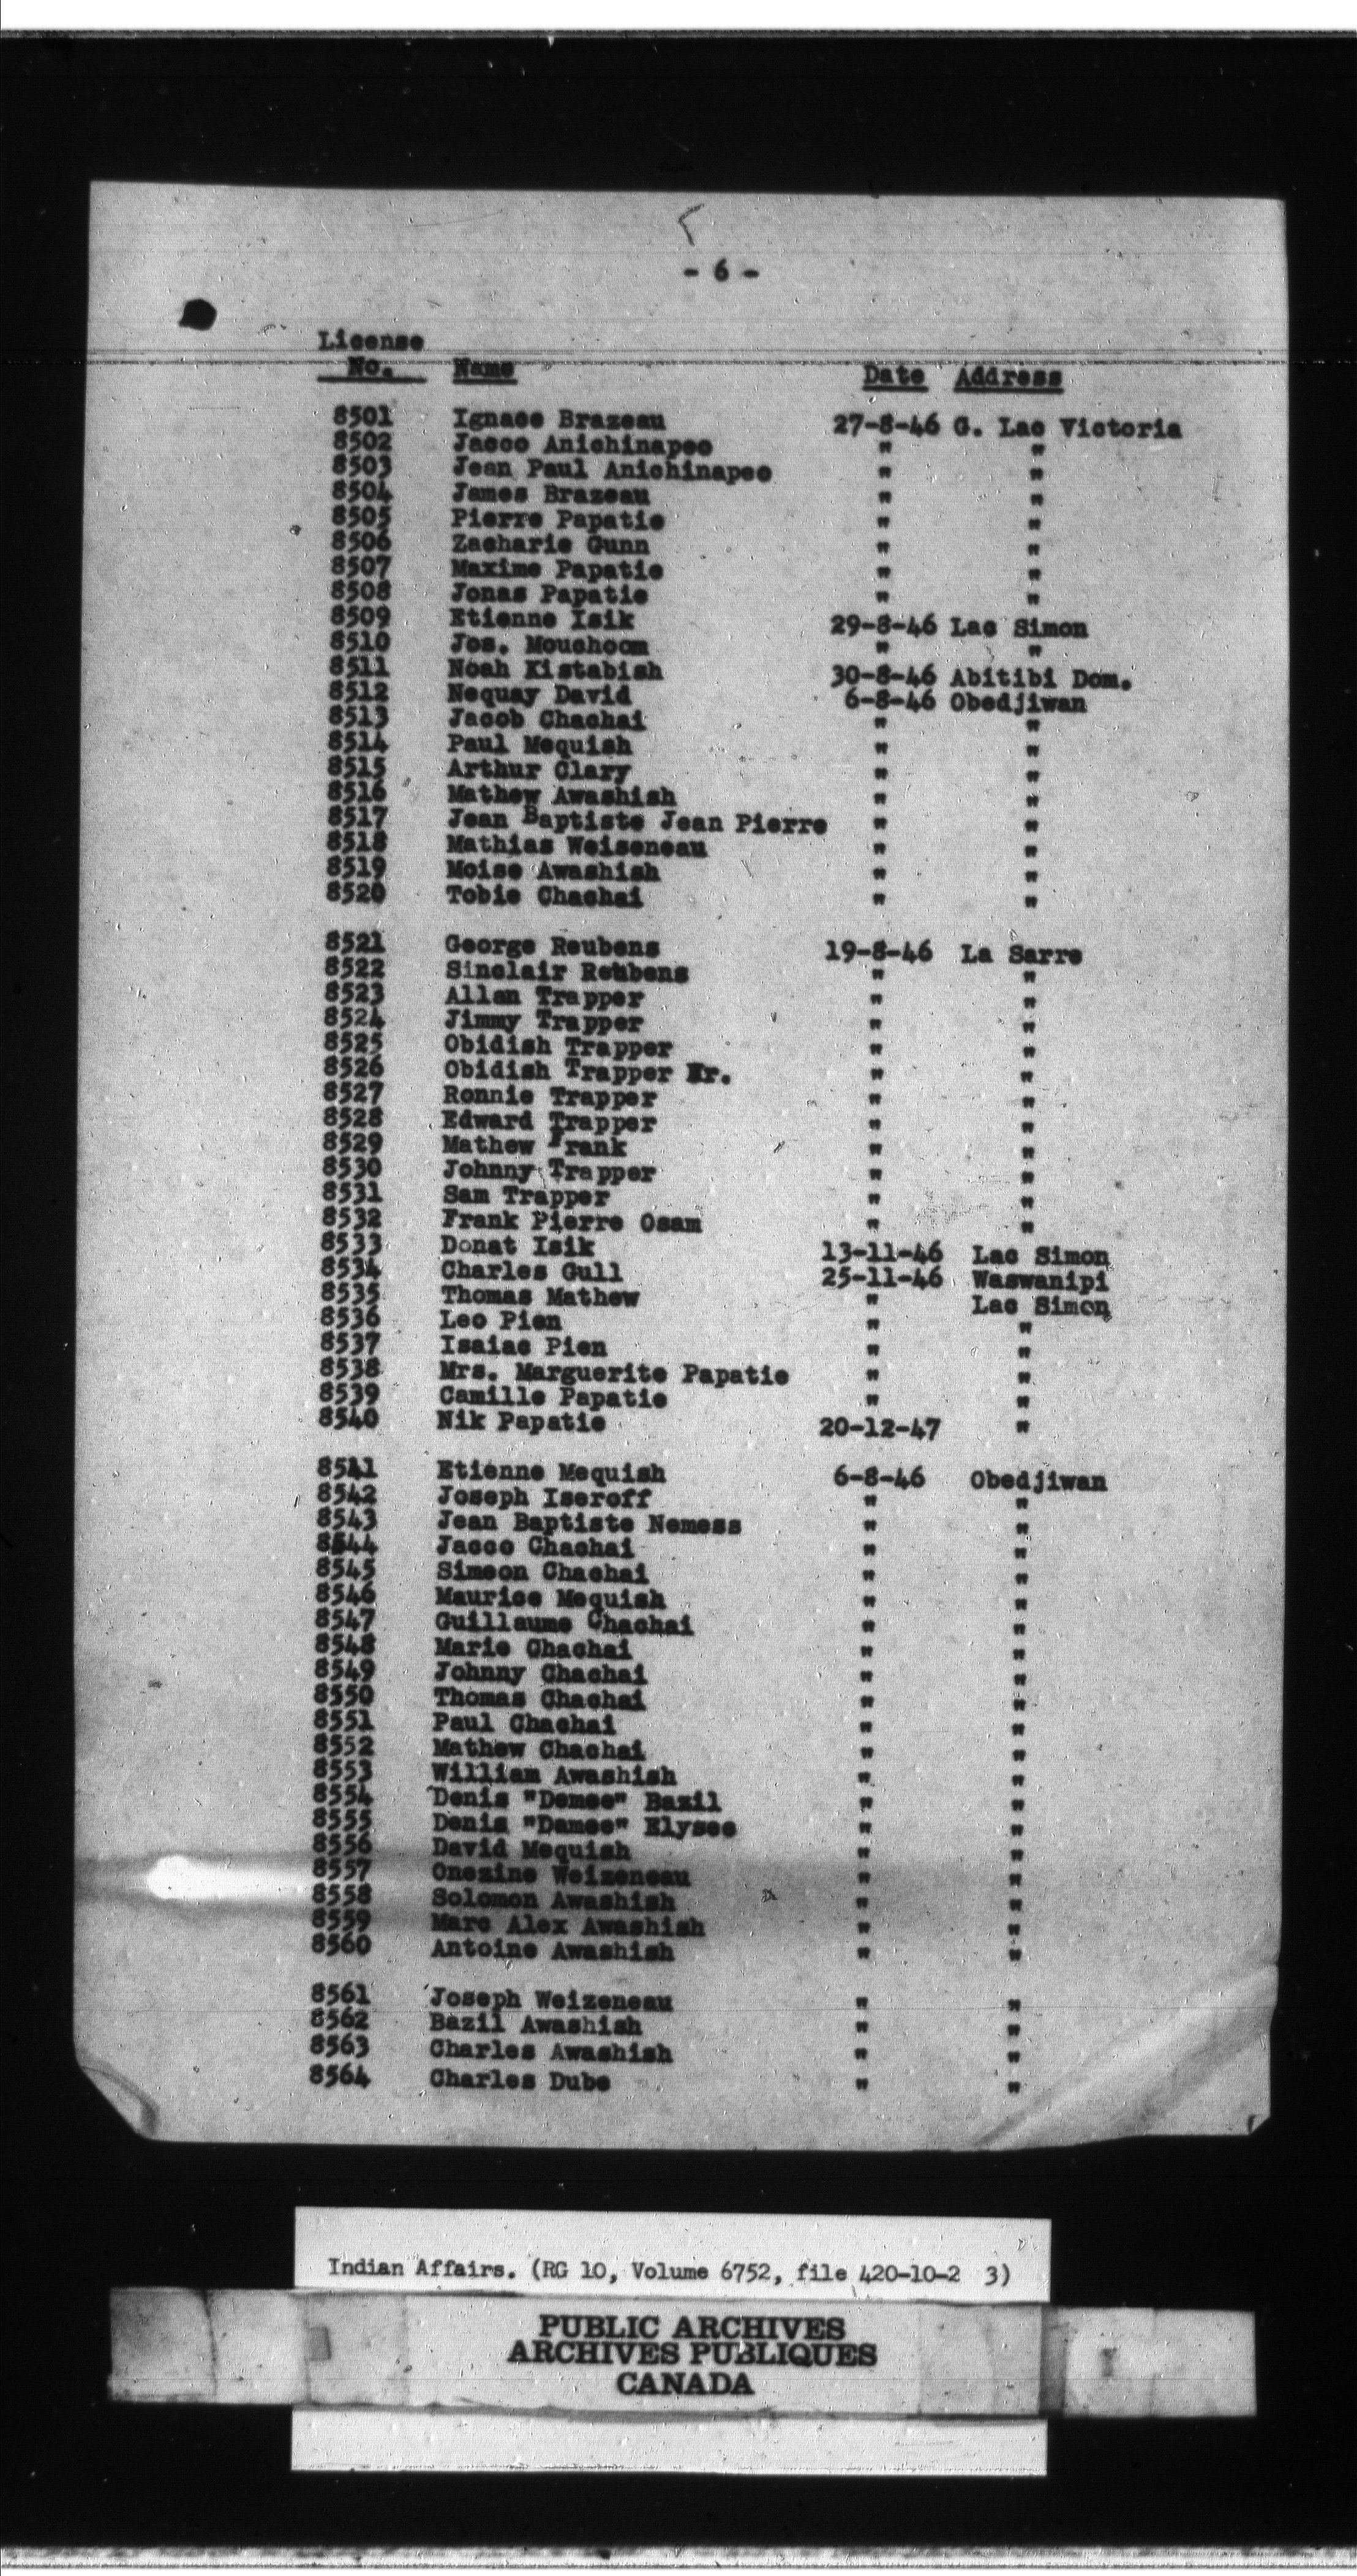 - 6 -
License
No. Name Date Address
8501 Ignace Brazeau 27-8-46 G. Lac Victoria
8502 Jacco Anichinapeo " "
8503 Jean Paul Anichinapeo " "
8504 James Brazeau " "
8505 Pierre Papatie " "
8506 Zacharie Gunn " "
8507 Maxime Papatie " "
8508 Jonas Papatie " "
8509 Etienne Isik 29-8-46 Lac Simon
8510 Jos. Mouchoom " "
8511 Noah Kistabish 30-8-46 Abitibi Dom.
8512 Nequay David 6-8-46 Obedjiwan
8513 Jacob Chachai " "
8514 Paul Mequish " "
8515 Arthur Clary " "
8516 Mathew Awashish " "
8517 Jean Baptiste Jean Pierre " "
8518 Mathias Weiseneau " "
8519 Moise Awashish " "
8520 Tobie Chachai " "
8521 George Reubens 19-8-46 La Sarre
8522 Sinclair Reubens " "
8523 Allan Trapper " "
8524 Jimmy Trapper " "
8525 Obidish Trapper " "
8526 Obidish Trapper " "
8527 Ronnie Trapper " "
8528 Edward Trapper " "
8529 Mathew Frank " "
8530 Johnny Trapper " "
8531 Sam Trapper " "
8532 Frank Pierre Osam " "
8533 Donat Isik 13-11-46 Lac Simon
8534 Charles Gull 25-11-46 Waswanipi
8535 Thomas Mathew " Lac Simon
8536 Leo Pien " "
8537 Isaiac Pien " "
8538 Mrs. Marguerite Papatie " "
8539 Camille Papatie " "
8540 Nik Papatie 20-12-47 "
8541 Etienne Mequish 6-8-46 Obedjiwan
8542 Joseph Iseroff " "
8543 Jean Baptiste Nemess " "
8544 Jacco Chachai " "
8545 Simeon Chachai " "
8546 Maurice Mequish " "
8547 Guillaume Chachai " "
8548 Marie Chachai " "
8549 Johnny Chachai " "
8550 Thomas Chachai " "
8551 Paul Chachai " "
8552 Mathew Chachai " "
8553 William Awashish " "
8554 Denis "Demee" Bazil " "
8555 Denis "Damee" Elysee " "
8556 David Mequish " "
8557 Onezine Weizeneau " "
8558 Solomon Awashish " "
8559 Marc Alex Awashish " "
8560 Antoine Awashish " "
8561 Joseph Weizeneau " "
8562 Bazil Awashish " "
8563 Charles Awashish " "
8564 Charles Dube " "
Indian Affairs. (RG 10, Volume 6752, file 420-10-2 3)
PUBLIC ARCHIVES
ARCHIVES PUBLIQUES
CANADA